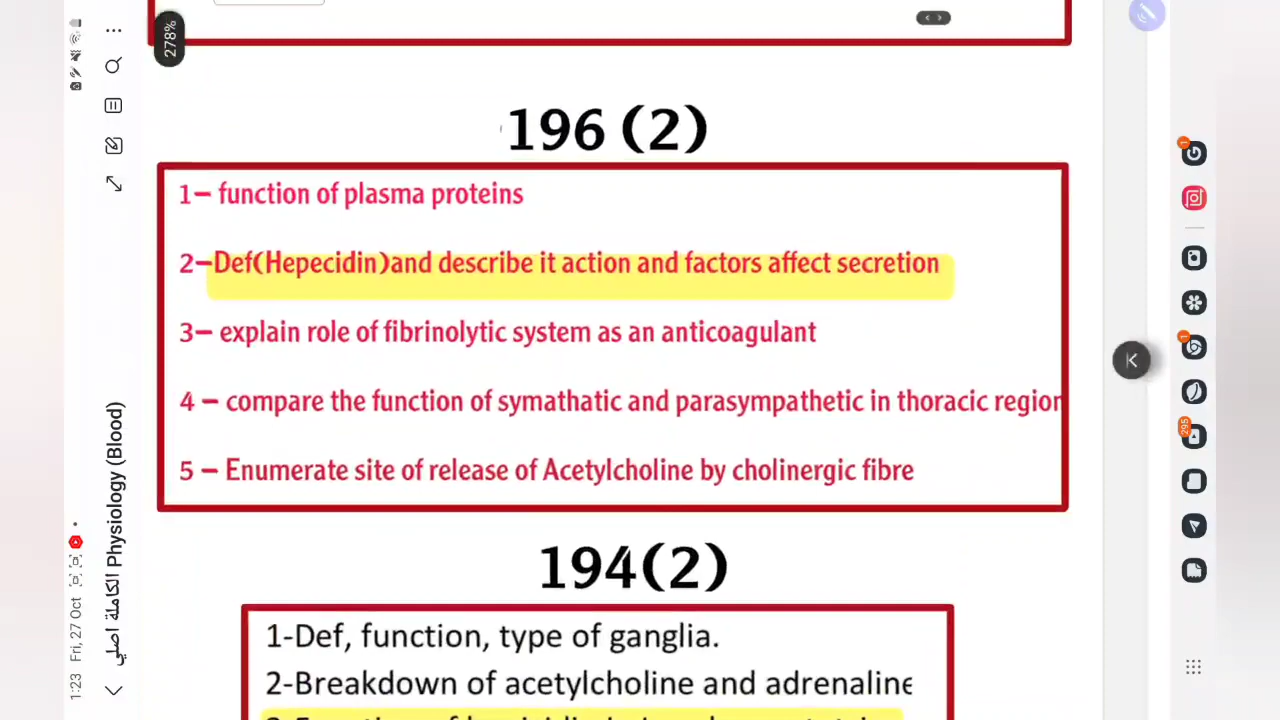 278%
196 (2)
1– function of plasma proteins
2–Def(Hepecidin)and describe it action and factors affect secretion
3– explain role of fibrinolytic system as an anticoagulant
4 – compare the function of symathatic and parasympathetic in thoracic region
5 – Enumerate site of release of Acetylcholine by cholinergic fibre
194(2)
1-Def, function, type of ganglia.
2-Breakdown of acetylcholine and adrenaline
1:23 Fri, 27 Oct
الكاملة اصلي Physiology (Blood)
1
1
295